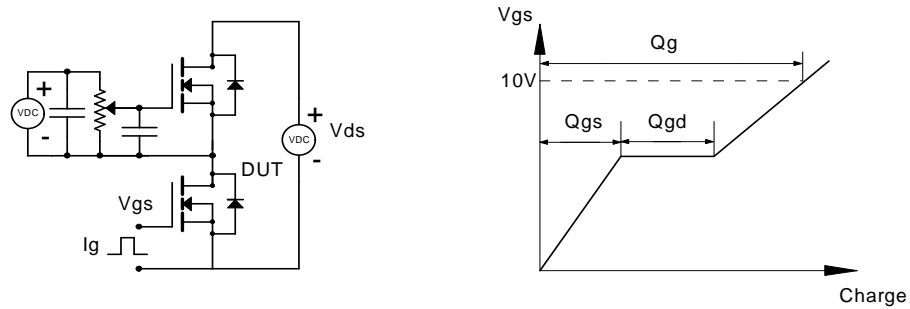 +
VDC
-
+
VDC
-
Vds
DUT
Vgs
Ig
Vgs
Qg
10V
Qgs
Qgd
Charge